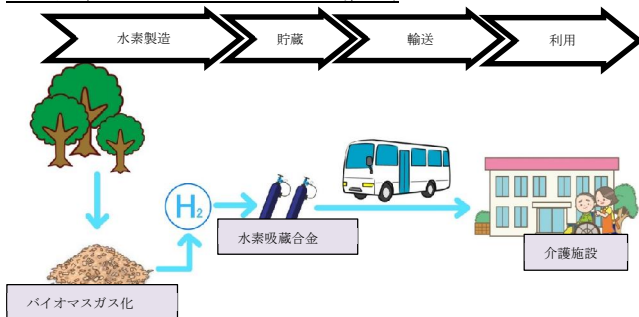 水素製造
貯蔵
輸送
利用
H2
水素吸蔵合金
介護施設
バイオマスガス化